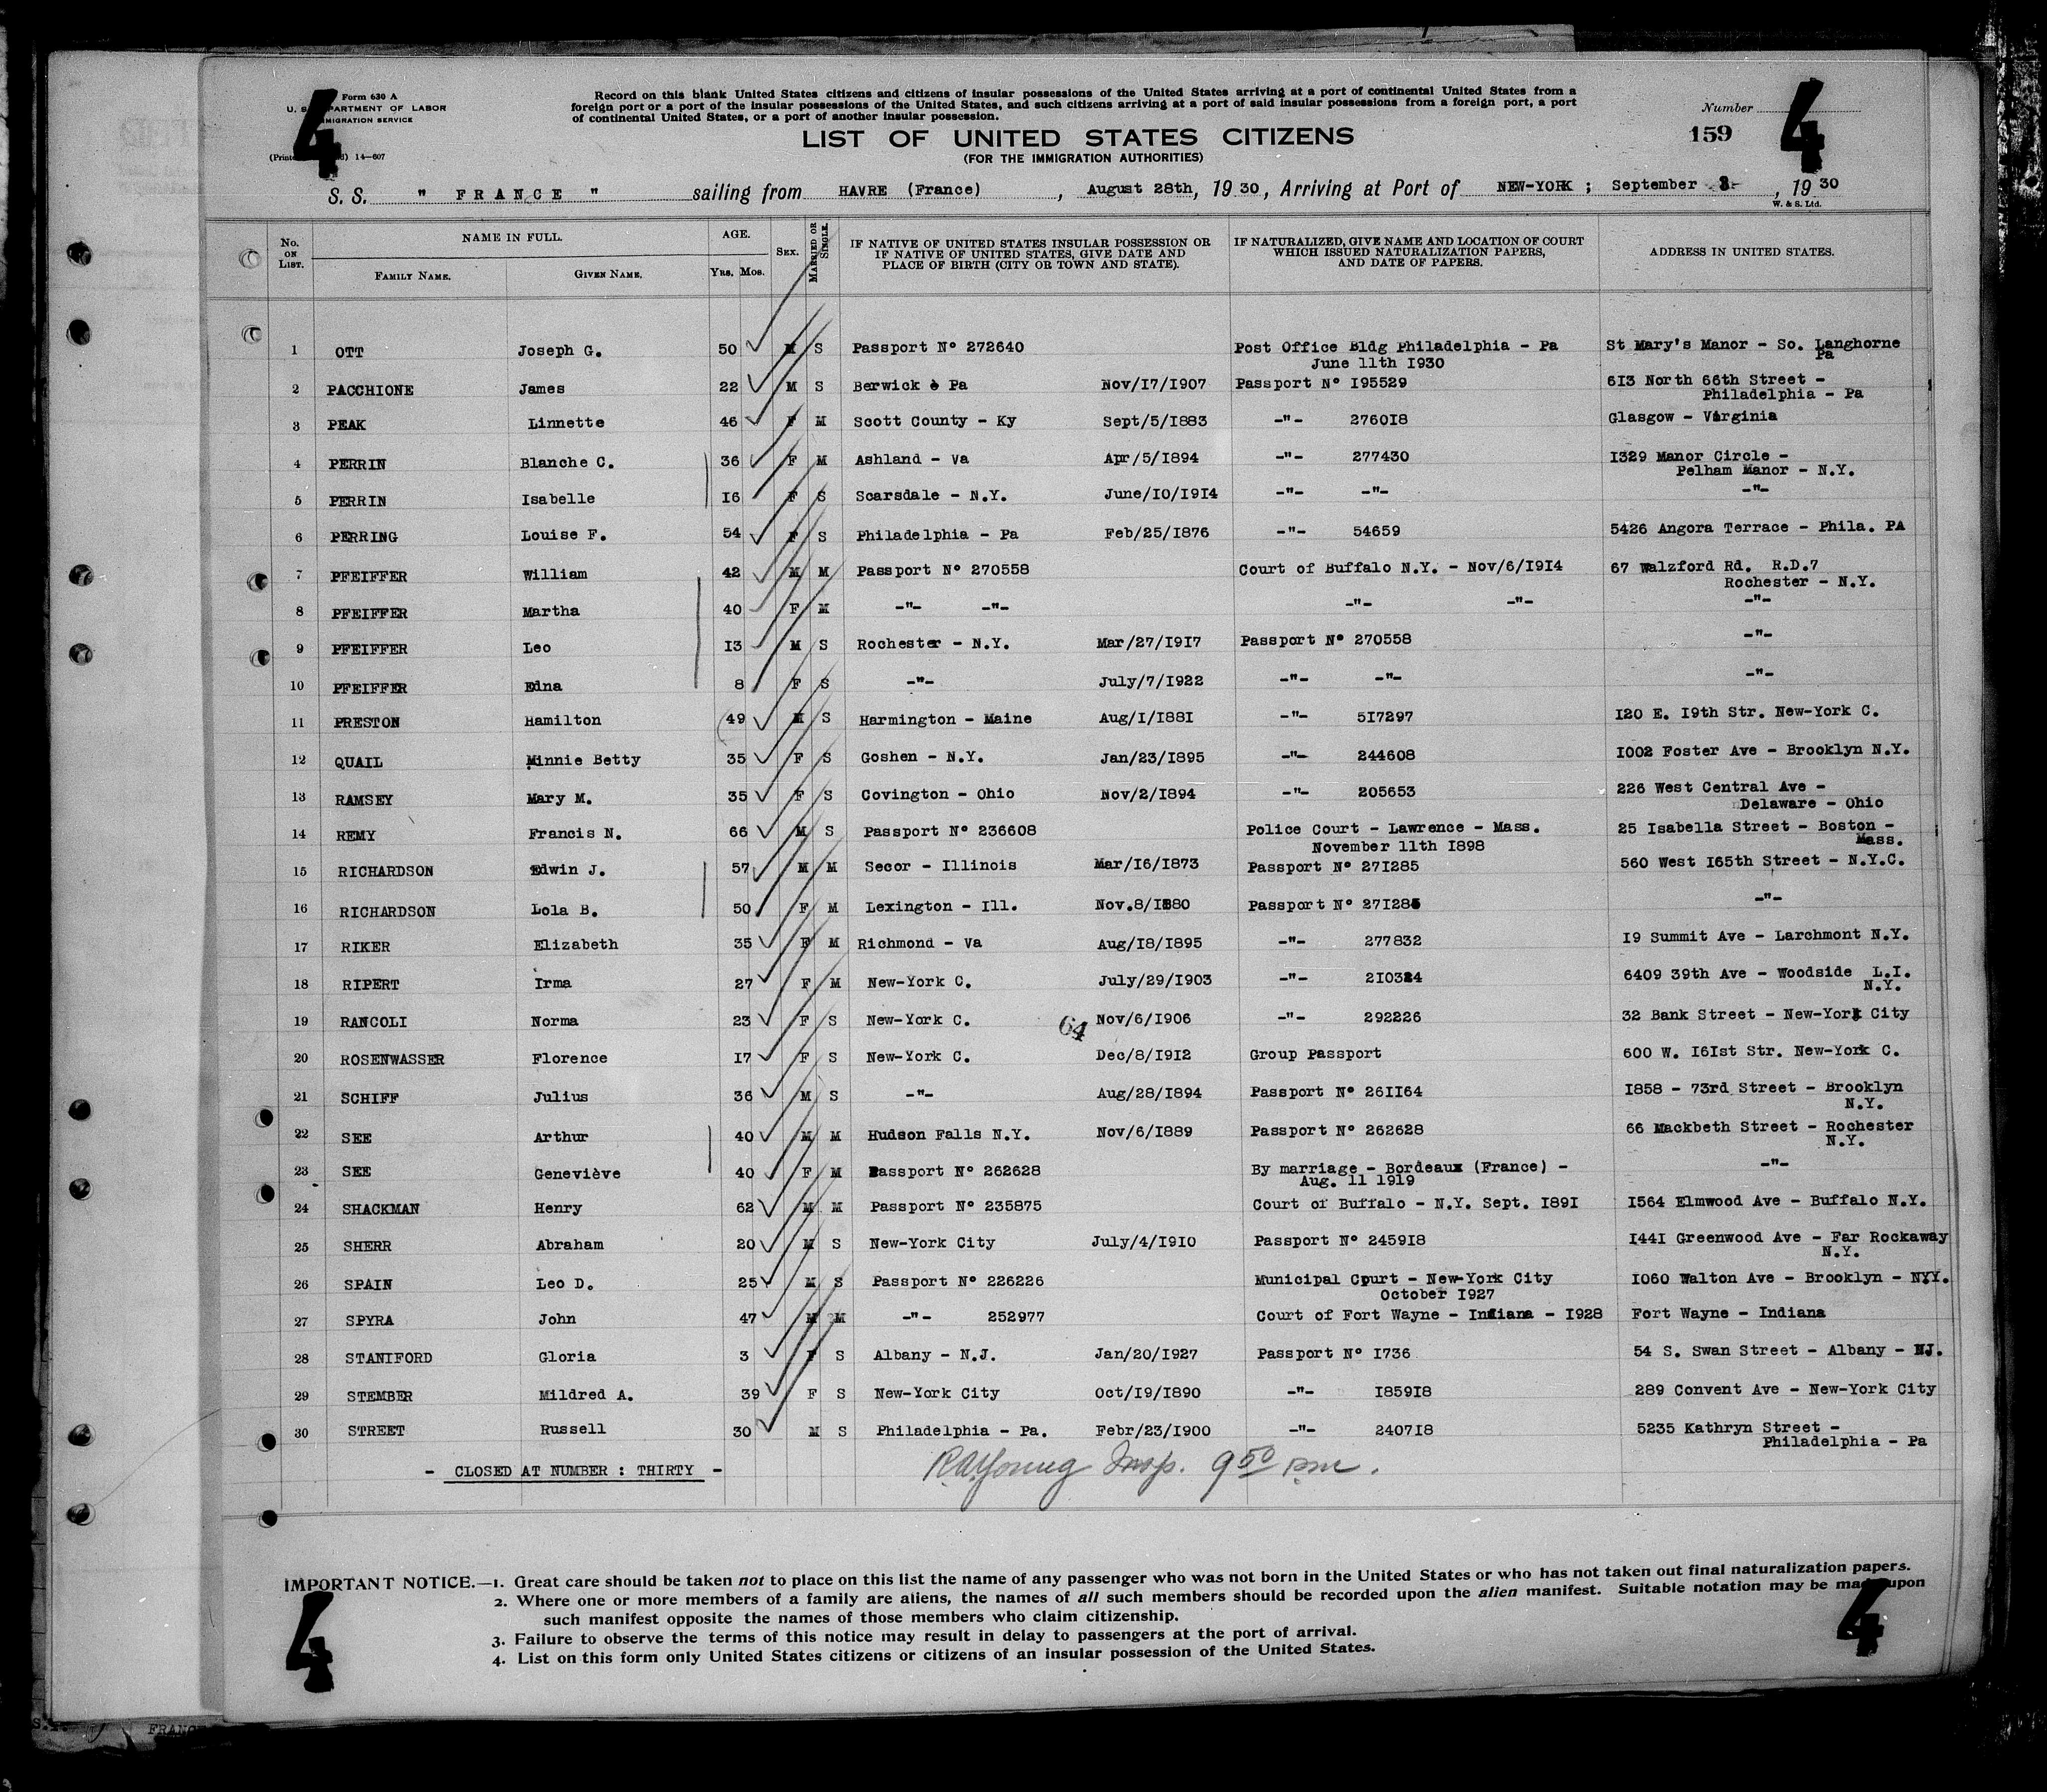 4
4
Form 630 A
U. S. DEPARTMENT OF LABOR
IMMIGRATION SERVICE
14—607
Record on this blank United States citizens and citizens of insular possessions of the United States arriving at a port of continental United States from a
foreign port or a port of the insular possessions of the United States, and such citizens arriving at a port of said insular possessions from a foreign port, a port
of continental United States, or a port of another insular possession.
Number
159
LIST OF UNITED STATES CITIZENS
(FOR THE IMMIGRATION AUTHORITIES)
S. S. " FRANCE " sailing from HAVRE (France) , August 28th, 19 30, Arriving at Port of NEW-YORK ; September 3- , 19 30
W. & S. Ltd.
No. ON LIST. NAME IN FULL. FAMILY NAME. GIVEN NAME. AGE. Yrs. Mos. SEX. MARRIED OR SINGLE. IF NATIVE OF UNITED STATES INSULAR POSSESSION OR IF NATIVE OF UNITED STATES, GIVE DATE AND PLACE OF BIRTH (CITY OR TOWN AND STATE). IF NATURALIZED, GIVE NAME AND LOCATION OF COURT WHICH ISSUED NATURALIZATION PAPERS, AND DATE OF PAPERS. ADDRESS IN UNITED STATES.
1 OTT Joseph G. 50 M S Passport N° 272640 Post Office Bldg Philadelphia - Pa St Mary's Manor - So. Langhorne
June 11th 1930 Pa
2 PACCHIONE James 22 M S Berwick è Pa Nov/17/1907 Passport N° 195529 613 North 66th Street -
Philadelphia - Pa
3 PEAK Linnette 46 F M Scott County - Ky Sept/5/1883 -"- 276018 Glasgow - Virginia
4 PERRIN Blanche C. 36 F M Ashland - Va Apr/5/1894 -"- 277430 1329 Manor Circle -
Pelham Manor - N.Y.
5 PERRIN Isabelle 16 F S Scarsdale - N.Y. June/10/1914 -"- -"- -"-
6 PERRING Louise F. 54 F S Philadelphia - Pa Feb/25/1876 -"- 54659 5426 Angora Terrace - Phila. PA
7 PFEIFFER William 42 M M Passport N° 270558 Court of Buffalo N.Y. - Nov/6/1914 67 Walzford Rd. R.D.7
Rochester - N.Y.
8 PFEIFFER Martha 40 F M -"- -"- -"- -"- -"-
9 PFEIFFER Leo 13 M S Rochester - N.Y. Mar/27/1917 Passport N° 270558 -"-
10 PFEIFFER Edna 8 F S -"- July/7/1922 -"- -"- -"-
11 PRESTON Hamilton 49 M S Harmington - Maine Aug/1/1881 -"- 517297 120 E. 19th Str. New-York C.
12 QUAIL Minnie Betty 35 F S Goshen - N.Y. Jan/23/1895 -"- 244608 1002 Foster Ave - Brooklyn N.Y.
13 RAMSEY Mary M. 35 F S Covington - Ohio Nov/2/1894 -"- 205653 226 West Central Ave -
Delaware - Ohio
14 REMY Francis N. 66 M S Passport N° 236608 Police Court - Lawrence - Mass. 25 Isabella Street - Boston -
November 11th 1898 Mass.
15 RICHARDSON Edwin J. 57 M M Secor - Illinois Mar/16/1873 Passport N° 271285 560 West 165th Street - N.Y.C.
16 RICHARDSON Lola B. 50 F M Lexington - Ill. Nov.8/1880 Passport N° 271285 -"-
17 RIKER Elizabeth 35 F M Richmond - Va Aug/18/1895 -"- 277832 19 Summit Ave - Larchmont N.Y.
18 RIPERT Irma 27 F M New-York C. July/29/1903 -"- 210324 6409 39th Ave - Woodside L.I.
N.Y.
19 RANCOLI Norma 23 F S New-York C. 64 Nov/6/1906 -"- 292226 32 Bank Street - New-York City
20 ROSENWASSER Florence 17 F S New-York C. Dec/8/1912 Group Passport 600 W. 161st Str. New-York C.
21 SCHIFF Julius 36 M S -"- Aug/28/1894 Passport N° 261164 1858 - 73rd Street - Brooklyn
N.Y.
22 SEE Arthur 40 M M Hudson Falls N.Y. Nov/6/1889 Passport N° 262628 66 Mackbeth Street - Rochester
N.Y.
23 SEE Geneviève 40 F M Passport N° 262628 By marriage - Bordeaux (France) - -"-
Aug. 11 1919
24 SHACKMAN Henry 62 M M Passport N° 235875 Court of Buffalo - N.Y. Sept. 1891 1564 Elmwood Ave - Buffalo N.Y.
25 SHERR Abraham 20 M S New-York City July/4/1910 Passport N° 245918 1441 Greenwood Ave - Far Rockaway
N.Y.
26 SPAIN Leo D. 25 M S Passport N° 226226 Municipal Court - New-York City 1060 Walton Ave - Brooklyn - NYY.
October 1927
27 SPYRA John 47 M M -"- 252977 Court of Fort Wayne - Indiana - 1928 Fort Wayne - Indiana
28 STANIFORD Gloria 3 F S Albany - N.J. Jan/20/1927 Passport N° 1736 54 S. Swan Street - Albany - NJ.
29 STEMBER Mildred A. 39 F S New-York City Oct/19/1890 -"- 185918 289 Convent Ave - New-York City
30 STREET Russell 30 M S Philadelphia - Pa. Febr/23/1900 -"- 240718 5235 Kathryn Street -
Philadelphia - Pa
- CLOSED AT NUMBER : THIRTY -
RAYoung Insp. 9 50 pm.
IMPORTANT NOTICE.—1. Great care should be taken not to place on this list the name of any passenger who was not born in the United States or who has not taken out final naturalization papers.
2. Where one or more members of a family are aliens, the names of all such members should be recorded upon the alien manifest. Suitable notation may be made upon
such manifest opposite the names of those members who claim citizenship.
3. Failure to observe the terms of this notice may result in delay to passengers at the port of arrival.
4. List on this form only United States citizens or citizens of an insular possession of the United States.
4
4